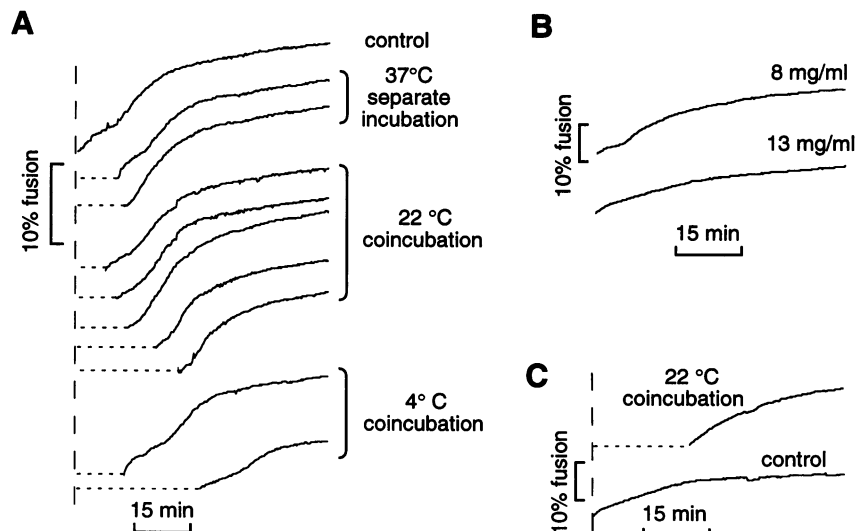 A
control
37°C
separate
incubation
10% fusion
22 °C
coincubation
4° C
coincubation
15 min
B
8 mg/ml
10% fusion
13 mg/ml
15 min
C
22 °C
coincubation
10% fusion
control
15 min